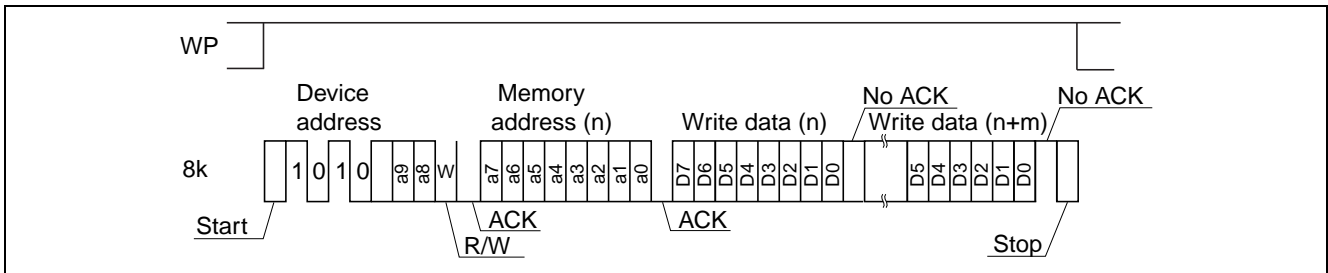 WP
Device address
Memory address (n)
No ACK
No ACK
Write data (n)
Write data (n+m)
8k
1 0 1 0 a9 a8 W
a7 a6 a5 a4 a3 a2 a1 a0
D7 D6 D5 D4 D3 D2 D1 D0
D5 D4 D3 D2 D1 D0
Start
R/W
ACK
ACK
Stop